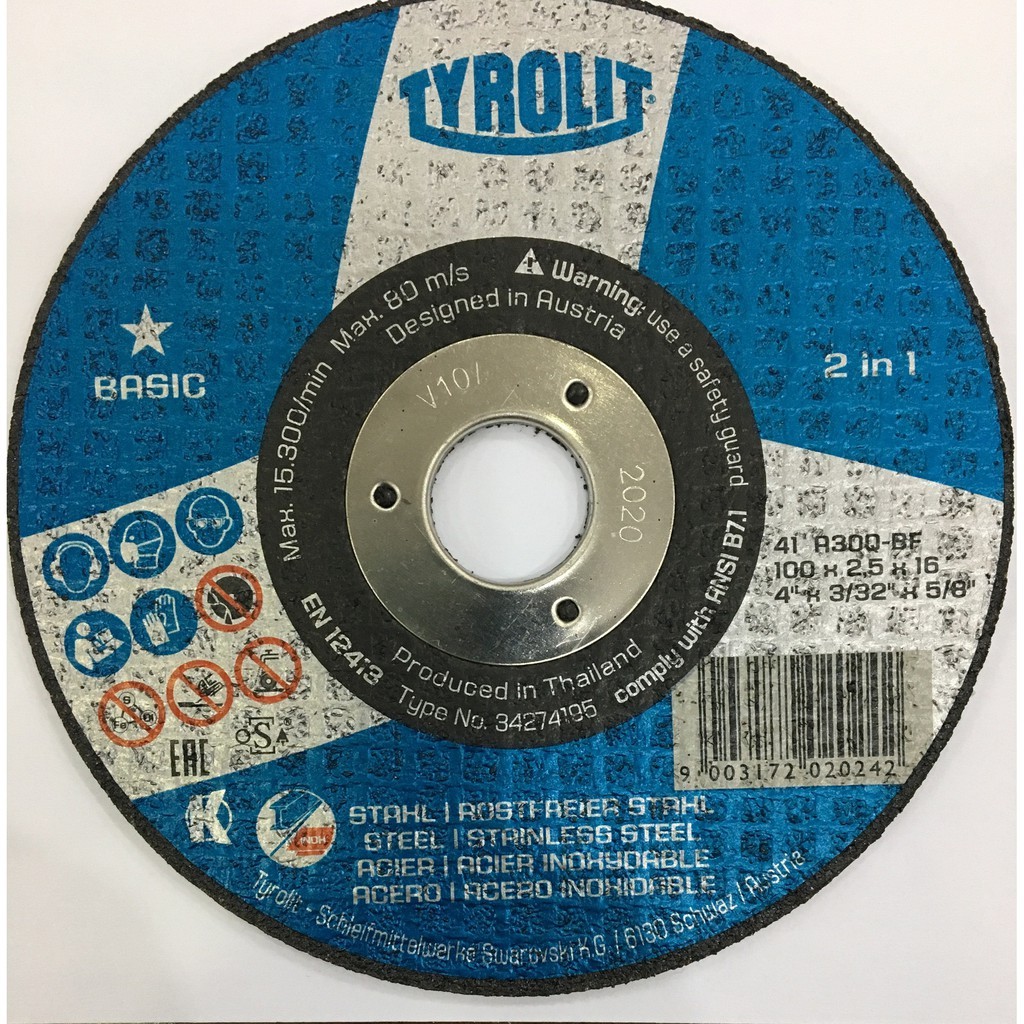 TYROLIT®
BASIC
2 in 1
Max. 15.300/min Max. 80 m/s
Designed in Austria
Warning: use a safety guard
comply with ANSI B7.1
V10/
2020
EN 12413
Produced in Thailand
Type No. 34274195
41 A30Q-BF
100 x 2,5 x 16
4" x 3/32" x 5/8"
9 003172 020242
EAC
oSA®
K
INOX
STAHL | ROSTFREIER STAHL
STEEL | STAINLESS STEEL
ACIER | ACIER INOXYDABLE
ACERO | ACERO INOXIDABLE
Tyrolit - Schleifmittelwerke Swarovski K.G. / 6130 Schwaz / Austria